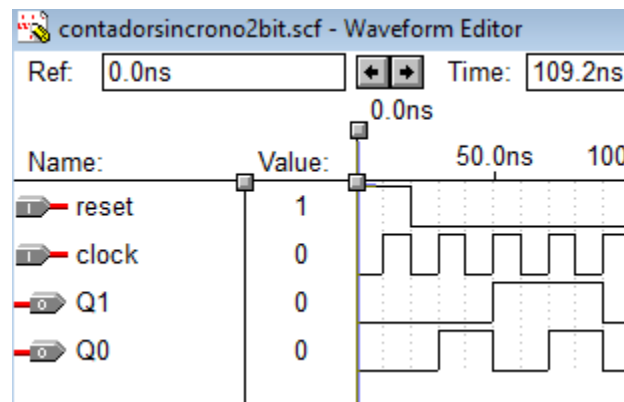 contadorsincrono2bit.scf - Waveform Editor
Ref: 0.0ns Time: 109.2ns
0.0ns
Name: Value: 50.0ns 100
reset 1
clock 0
Q1 0
Q0 0